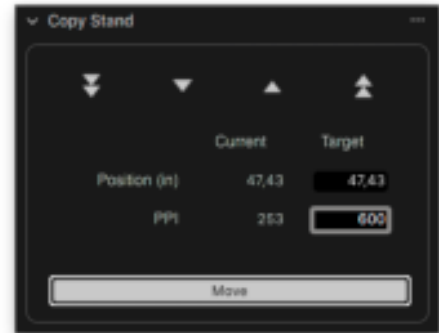 Copy Stand
Current Target
Position (in) 47,43 47,43
PPI 253 600
Move